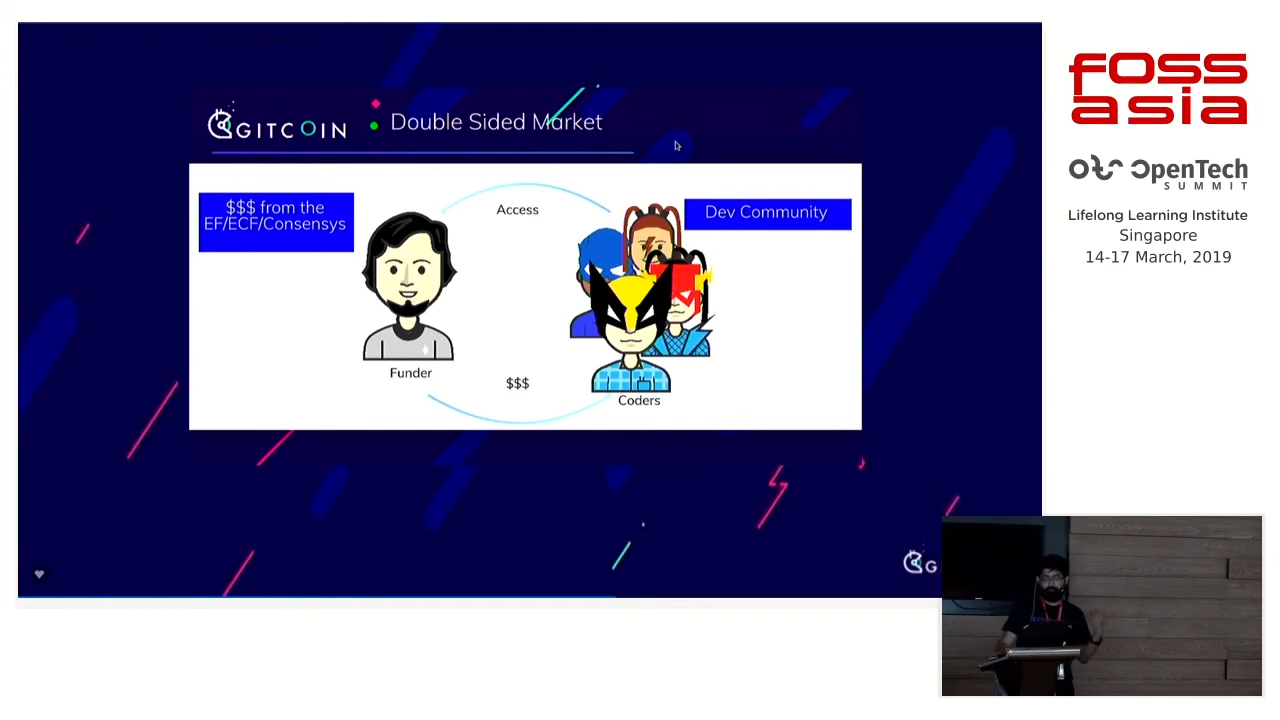 GITCOIN
Double Sided Market
$$$ from the
EF/ECF/Consensys
Access
Dev Community
Funder
$$$
Coders
G
fOSS
asia
OpenTech
SUMMIT
Lifelong Learning Institute
Singapore
14-17 March, 2019